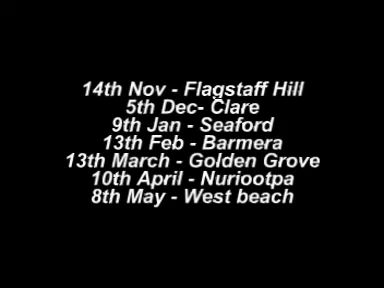 14th Nov - Flagstaff Hill
5th Dec- Clare
9th Jan - Seaford
13th Feb - Barmera
13th March - Golden Grove
10th April - Nuriootpa
8th May - West beach